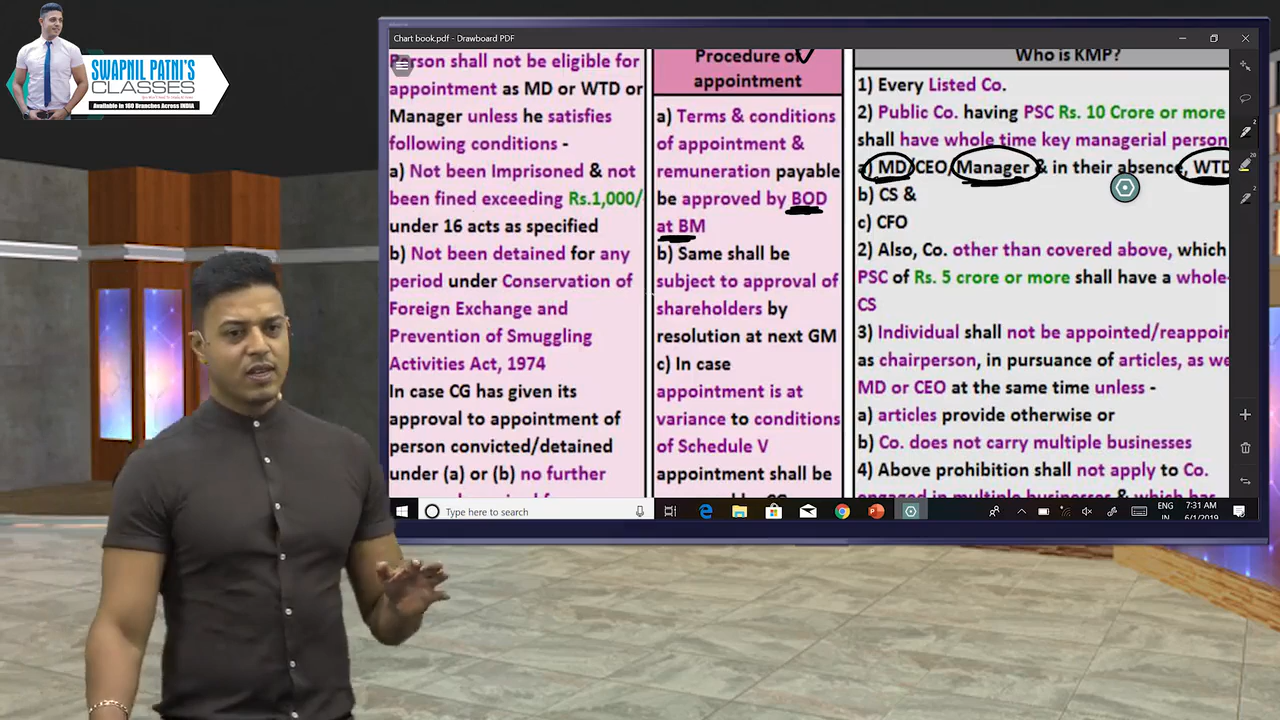 SWAPNIL PATNI'S
CLASSES
Available in 160 Branches Across INDIA
Chart book.pdf - Drawboard PDF
Person shall not be eligible for
appointment as MD or WTD or
Manager unless he satisfies
following conditions -
a) Not been Imprisoned & not
been fined exceeding Rs.1,000/
under 16 acts as specified
b) Not been detained for any
period under Conservation of
Foreign Exchange and
Prevention of Smuggling
Activities Act, 1974
In case CG has given its
approval to appointment of
person convicted/detained
under (a) or (b) no further
Procedure of
appointment
a) Terms & conditions
of appointment &
remuneration payable
be approved by BOD
at BM
b) Same shall be
subject to approval of
shareholders by
resolution at next GM
c) In case
appointment is at
variance to conditions
of Schedule V
appointment shall be
Who is KMP?
1) Every Listed Co.
2) Public Co. having PSC Rs. 10 Crore or more
shall have whole time key managerial person
a) MD/CEO/Manager & in their absence, WTD
b) CS &
c) CFO
2) Also, Co. other than covered above, which
PSC of Rs. 5 crore or more shall have a whole-
CS
3) Individual shall not be appointed/reappoin
as chairperson, in pursuance of articles, as we
MD or CEO at the same time unless -
a) articles provide otherwise or
b) Co. does not carry multiple businesses
4) Above prohibition shall not apply to Co.
engaged in multiple businesses & which has
Type here to search
ENG
IN
7:31 AM
6/1/2019